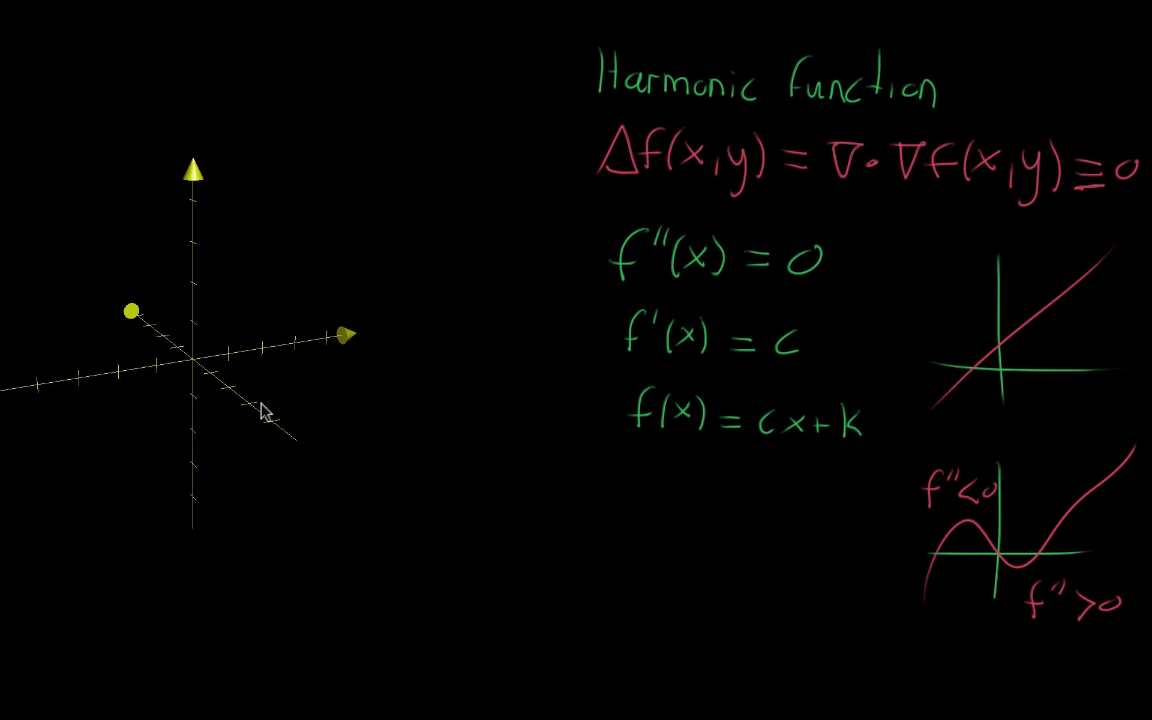 Harmonic function
Δf(x,y) = ∇·∇f(x,y) ≡ 0
f''(x) = 0
f'(x) = c
f(x) = cx+k
f''<0
f''>0